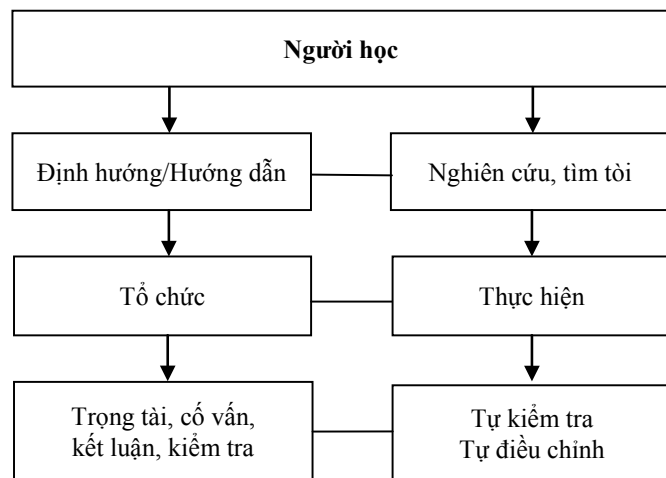 Người học
Định hướng/Hướng dẫn
Nghiên cứu, tìm tòi
Tổ chức
Thực hiện
Trọng tài, cố vấn,
kết luận, kiểm tra
Tự kiểm tra
Tự điều chỉnh